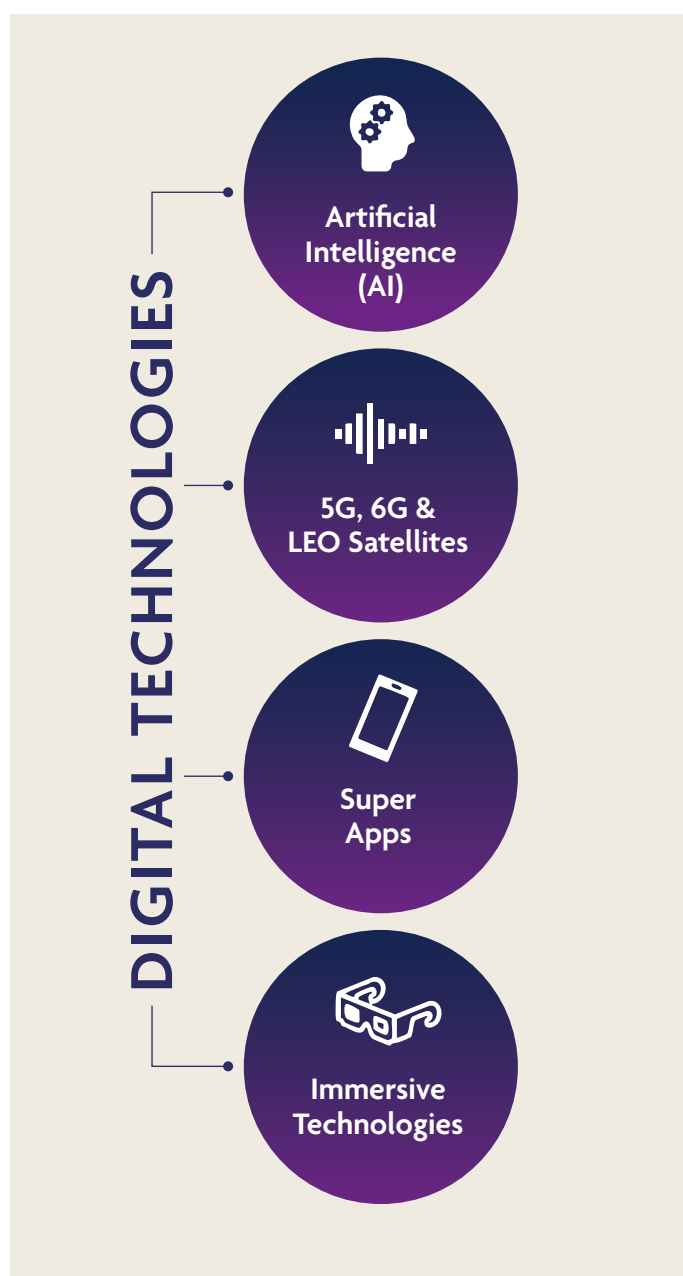 DIGITAL TECHNOLOGIES
Artificial
Intelligence
(AI)
5G, 6G &
LEO Satellites
Super
Apps
Immersive
Technologies